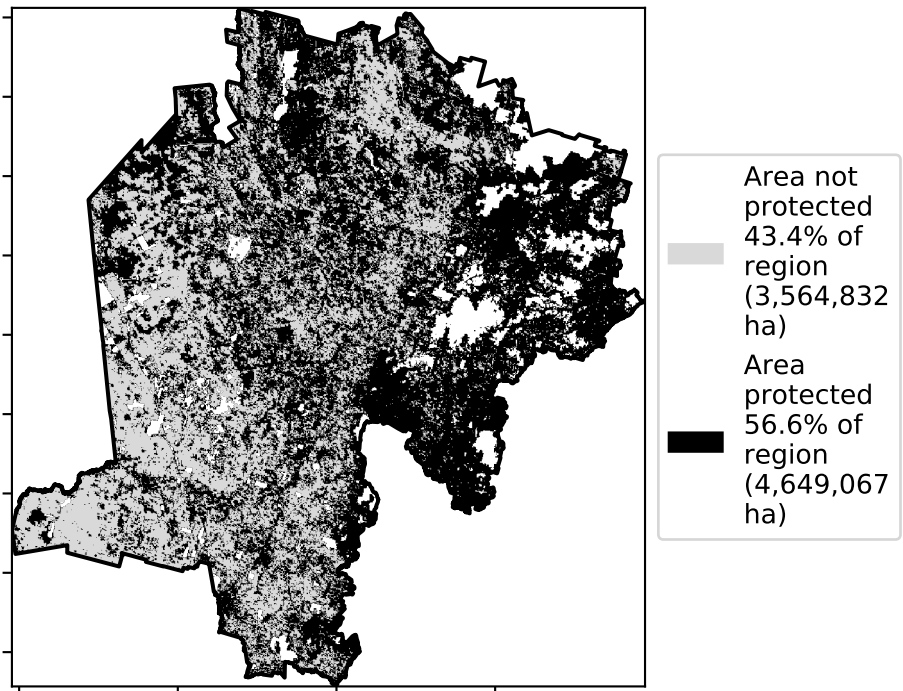 Area not
protected
43.4% of
region
(3,564,832
ha)
Area
protected
56.6% of
region
(4,649,067
ha)